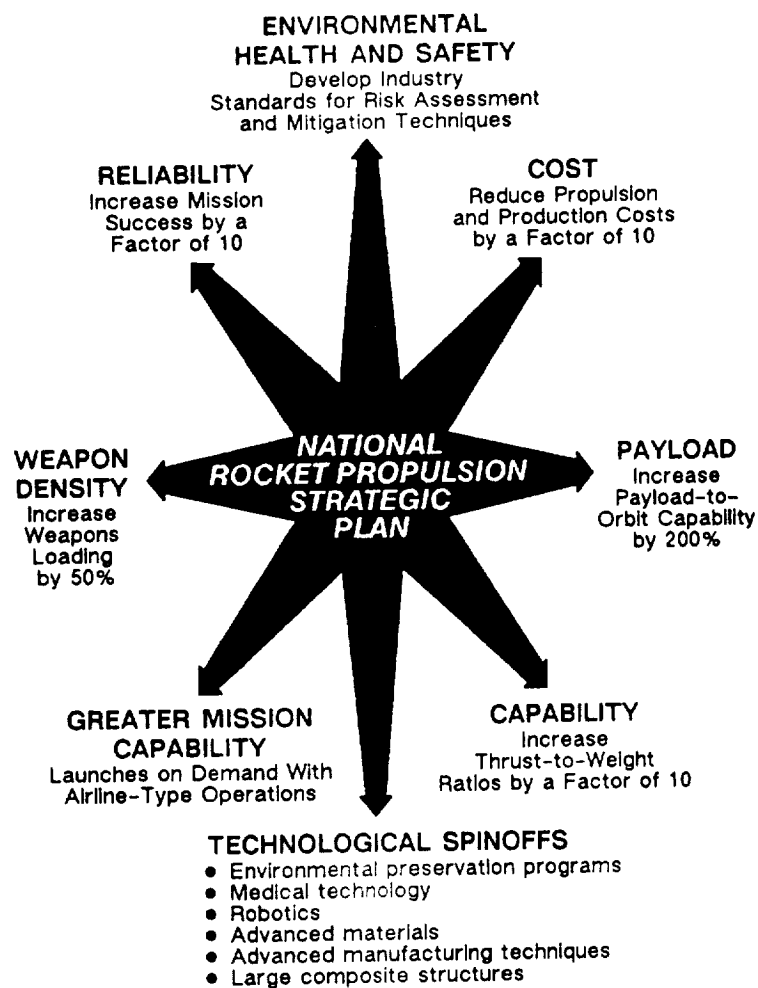 ENVIRONMENTAL
HEALTH AND SAFETY
Develop Industry
Standards for Risk Assessment
and Mitigation Techniques
RELIABILITY
Increase Mission
Success by a
Factor of 10
COST
Reduce Propulsion
and Production Costs
by a Factor of 10
WEAPON
DENSITY
Increase
Weapons
Loading
by 50%
NATIONAL
ROCKET PROPULSION
STRATEGIC
PLAN
PAYLOAD
Increase
Payload-to-
Orbit Capability
by 200%
GREATER MISSION
CAPABILITY
Launches on Demand With
Airline-Type Operations
CAPABILITY
Increase
Thrust-to-Weight
Ratios by a Factor of 10
TECHNOLOGICAL SPINOFFS
● Environmental preservation programs
● Medical technology
● Robotics
● Advanced materials
● Advanced manufacturing techniques
● Large composite structures